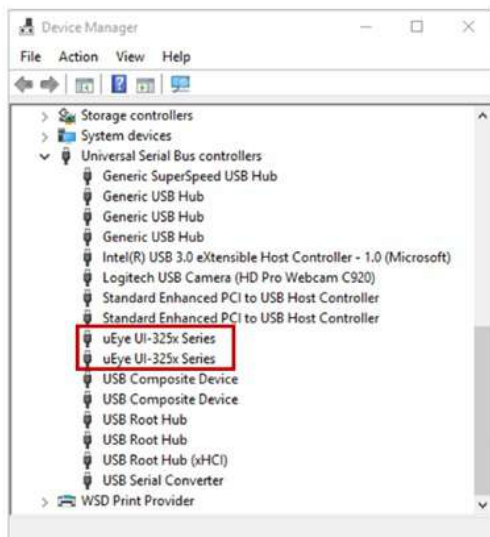 Device Manager
File Action View Help
Storage controllers
System devices
Universal Serial Bus controllers
Generic SuperSpeed USB Hub
Generic USB Hub
Generic USB Hub
Generic USB Hub
Intel(R) USB 3.0 eXtensible Host Controller - 1.0 (Microsoft)
Logitech USB Camera (HD Pro Webcam C920)
Standard Enhanced PCI to USB Host Controller
Standard Enhanced PCI to USB Host Controller
uEye UI-325x Series
uEye UI-325x Series
USB Composite Device
USB Composite Device
USB Root Hub
USB Root Hub
USB Root Hub (xHCI)
USB Serial Converter
WSD Print Provider